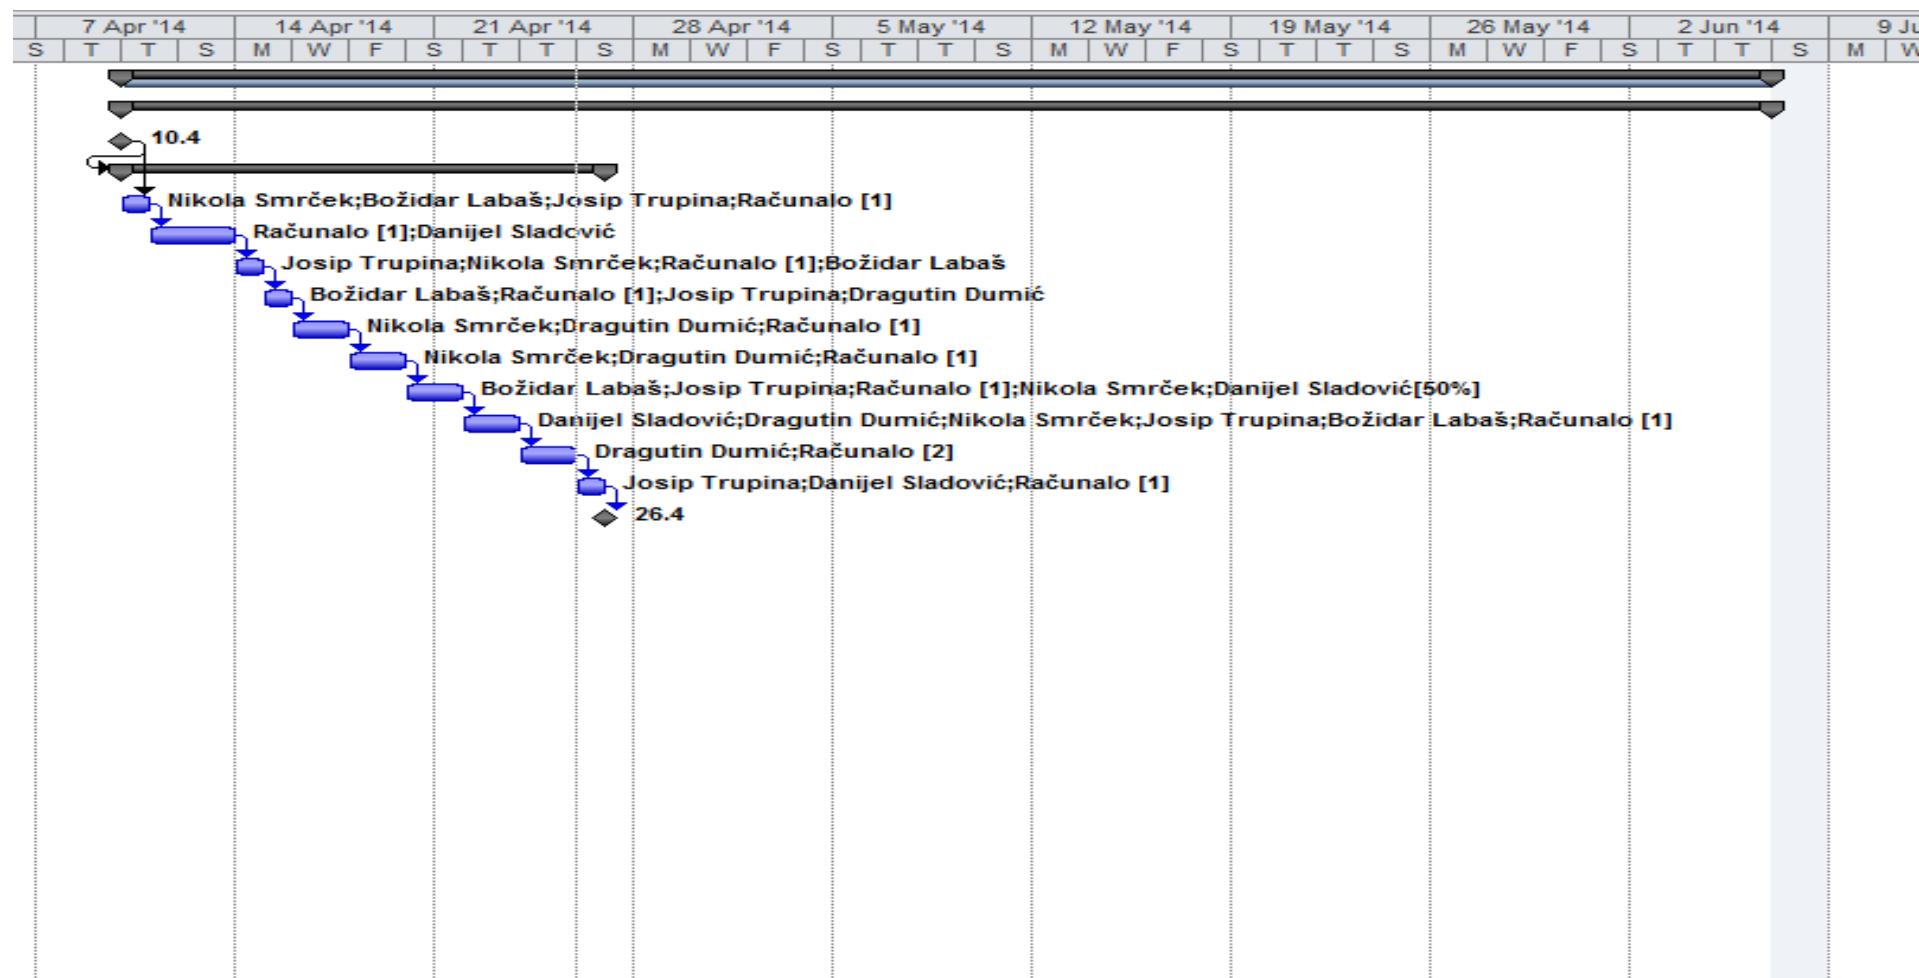 7 Apr '14 14 Apr '14 21 Apr '14 28 Apr '14 5 May '14 12 May '14 19 May '14 26 May '14 2 Jun '14 9 Ju
S T T S M W F S T T S M W F S T T S M W F S T T S M W F S T T S M W
10.4
Nikola Smrček;Božidar Labaš;Josip Trupina;Računalo [1]
Računalo [1];Danijel Sladović
Josip Trupina;Nikola Smrček;Računalo [1];Božidar Labaš
Božidar Labaš;Računalo [1];Josip Trupina;Dragutin Dumić
Nikola Smrček;Dragutin Dumić;Računalo [1]
Nikola Smrček;Dragutin Dumić;Računalo [1]
Božidar Labaš;Josip Trupina;Računalo [1];Nikola Smrček;Danijel Sladović[50%]
Danijel Sladović;Dragutin Dumić;Nikola Smrček;Josip Trupina;Božidar Labaš;Računalo [1]
Dragutin Dumić;Računalo [2]
Josip Trupina;Danijel Sladović;Računalo [1]
26.4